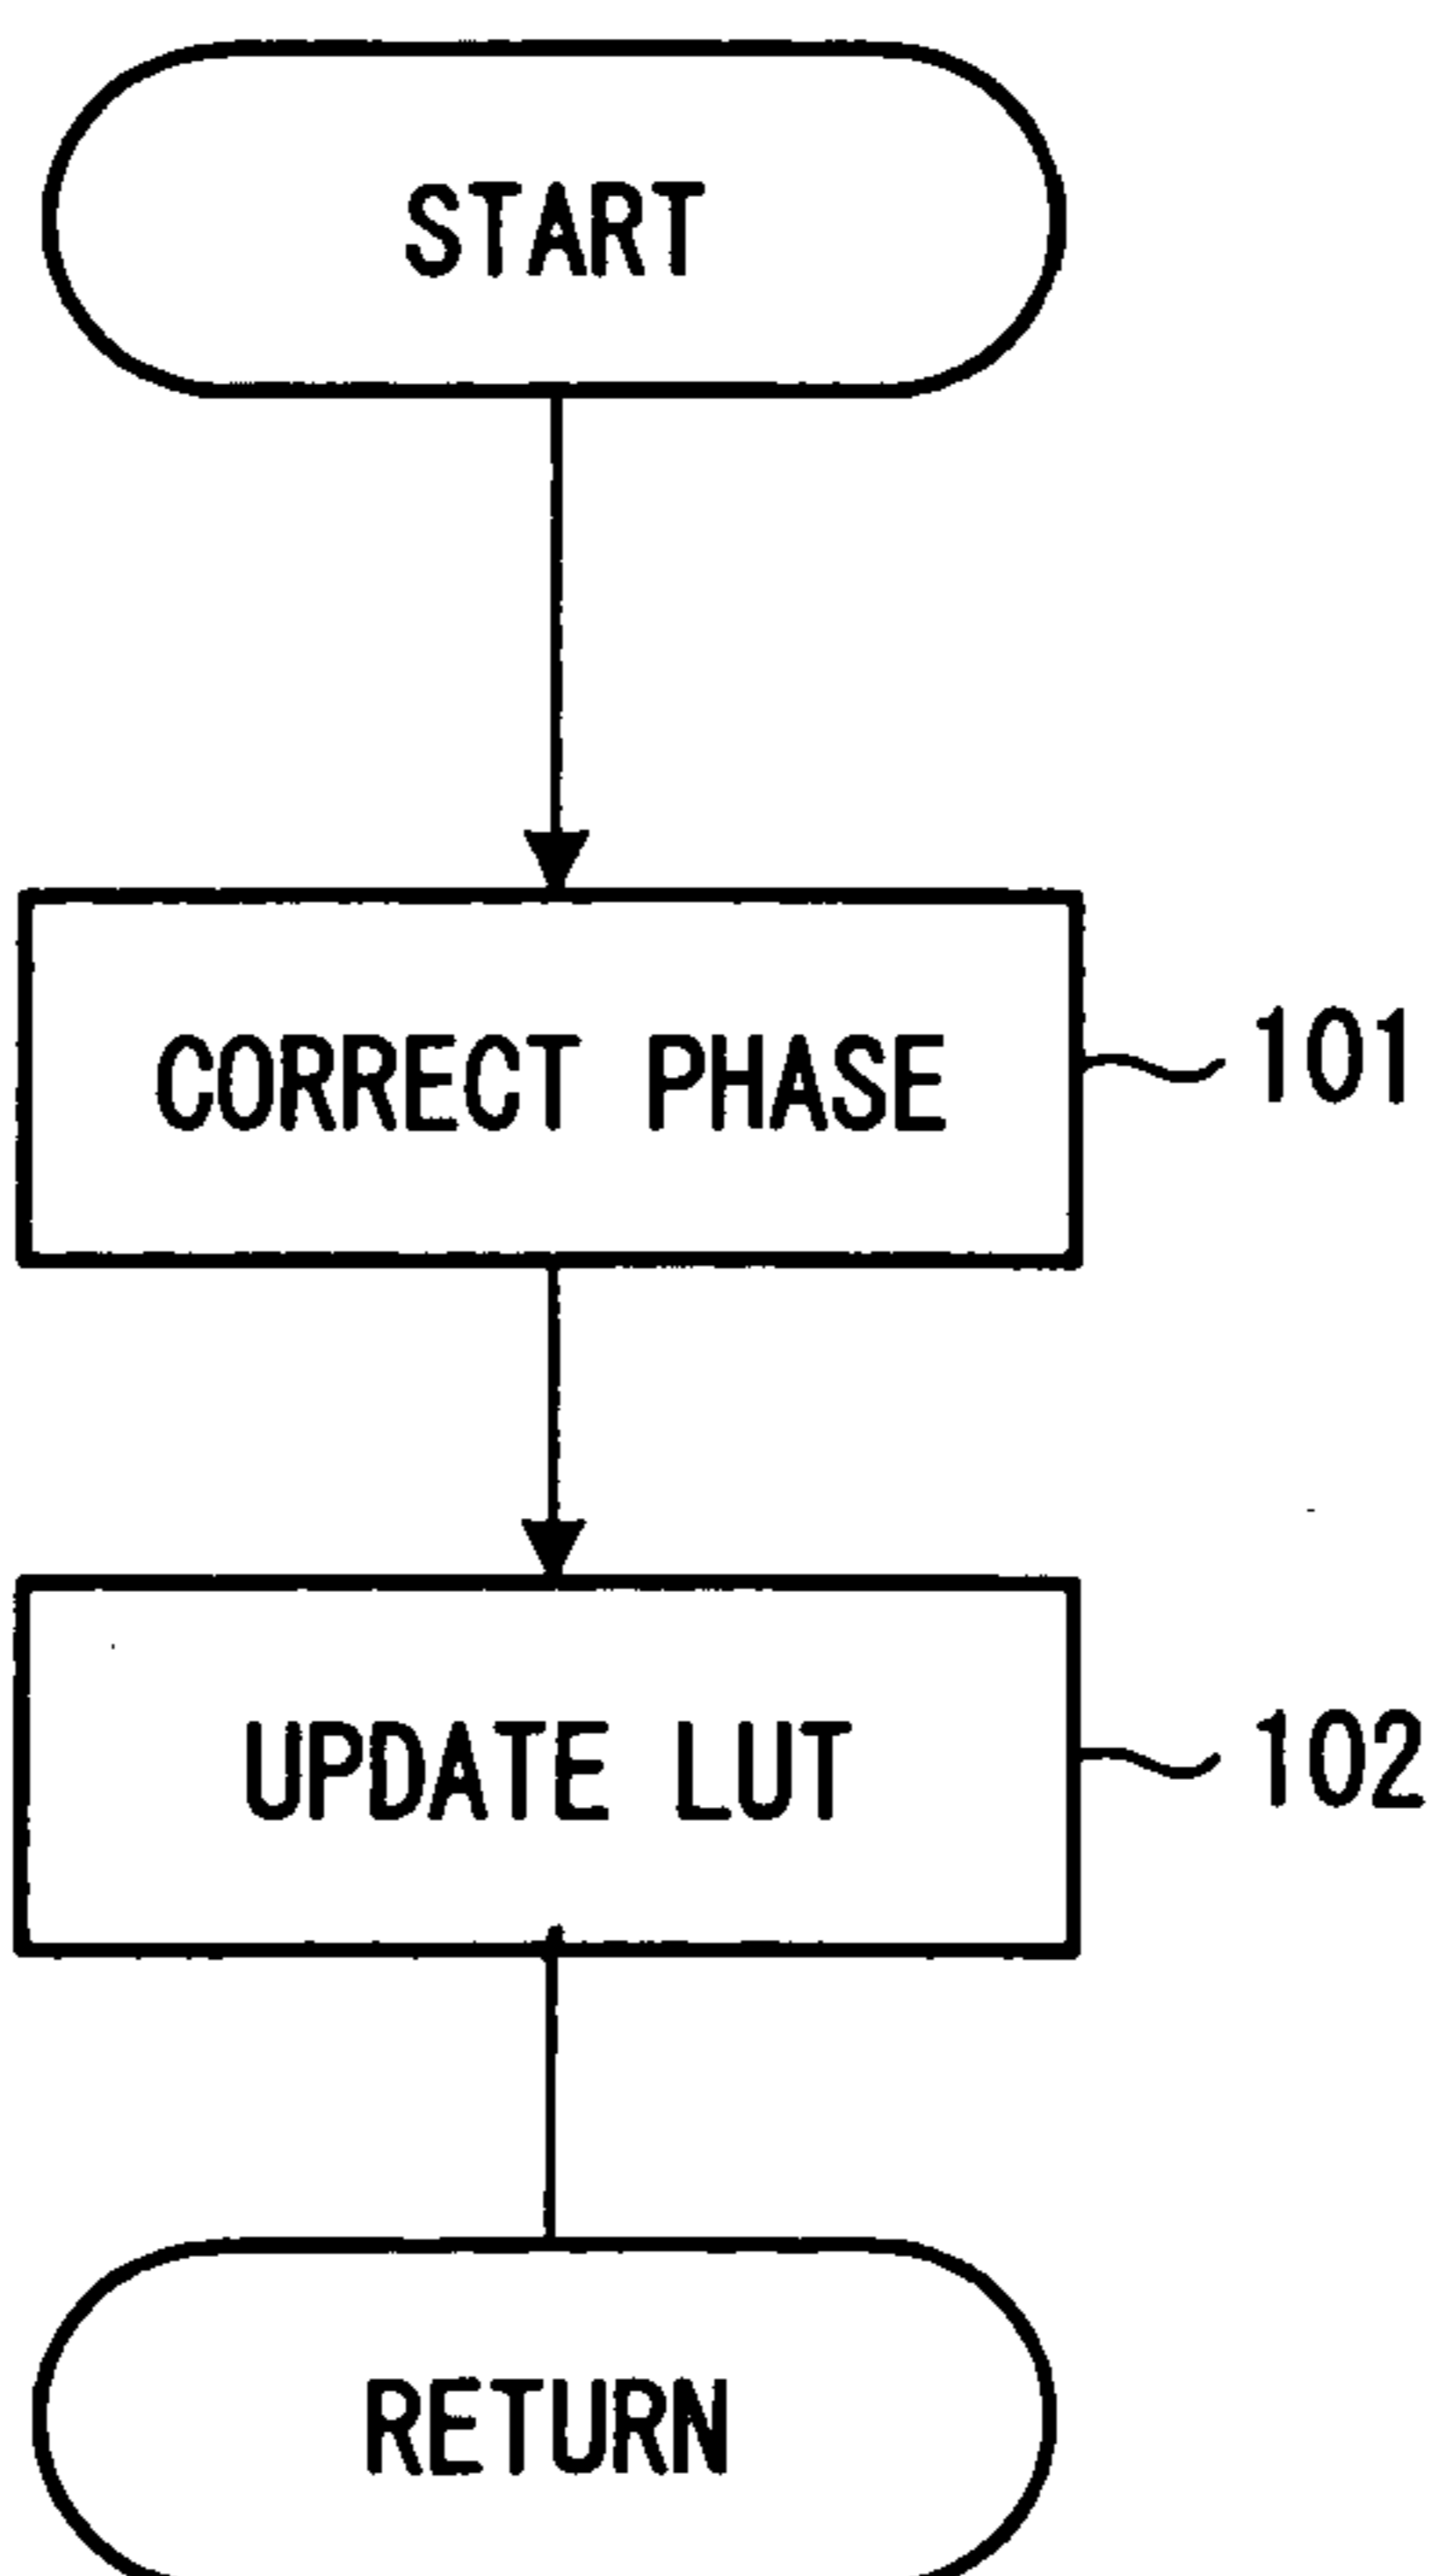 START
CORRECT PHASE
101
UPDATE LUT
102
RETURN